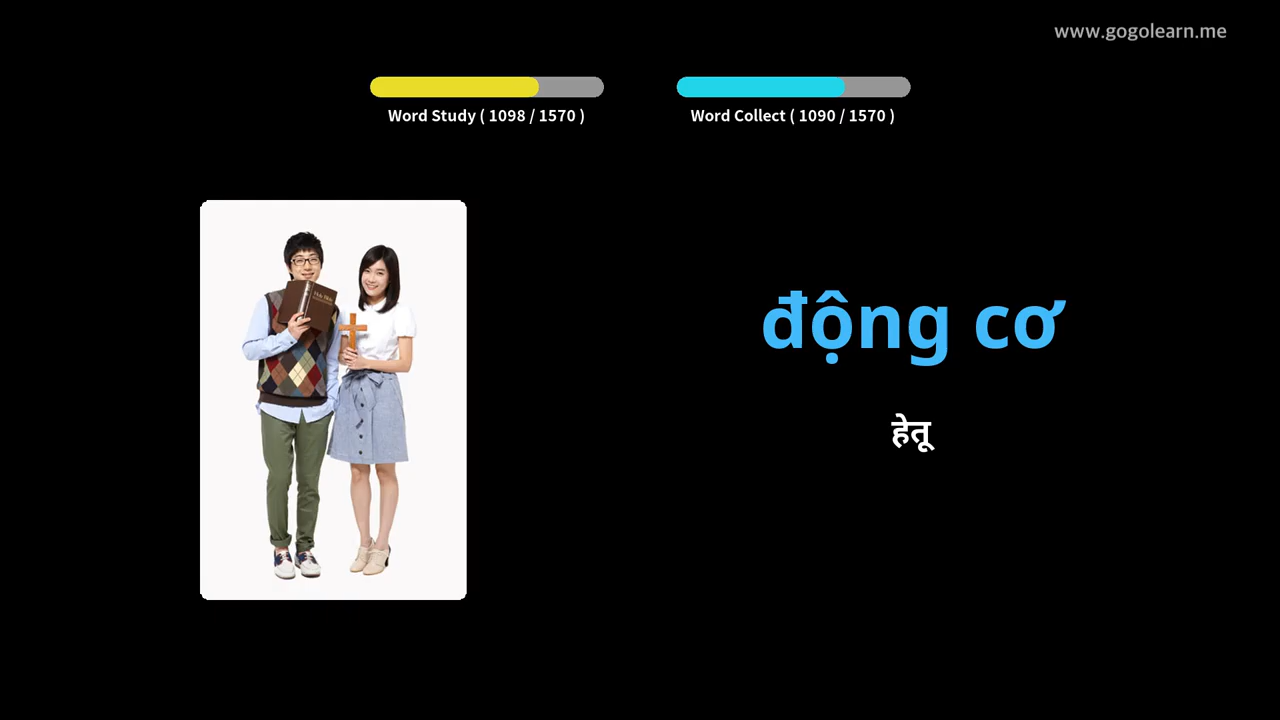 www.gogolearn.me
Word Study ( 1098 / 1570 )
Word Collect ( 1090 / 1570 )
động cơ
हेतू